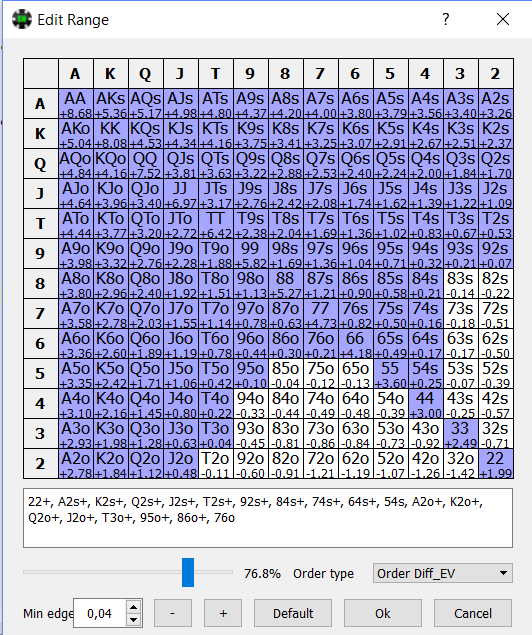 Edit Range
? ×
A K Q J T 9 8 7 6 5 4 3 2
A AA AKs AQs AJs ATs A9s A8s A7s A6s A5s A4s A3s A2s
+8.68 +5.36 +5.17 +4.98 +4.80 +4.37 +4.20 +4.00 +3.80 +3.79 +3.56 +3.40 +3.26
K AKo KK KQs KJs KTs K9s K8s K7s K6s K5s K4s K3s K2s
+5.04 +8.08 +4.53 +4.34 +4.16 +3.75 +3.41 +3.25 +3.07 +2.91 +2.67 +2.51 +2.37
Q AQo KQo QQ QJs QTs Q9s Q8s Q7s Q6s Q5s Q4s Q3s Q2s
+4.84 +4.16 +7.52 +3.81 +3.63 +3.22 +2.88 +2.53 +2.40 +2.24 +2.00 +1.84 +1.70
J AJo KJo QJo JJ JTs J9s J8s J7s J6s J5s J4s J3s J2s
+4.64 +3.96 +3.40 +6.97 +3.17 +2.76 +2.42 +2.08 +1.74 +1.62 +1.39 +1.22 +1.09
T ATo KTo QTo JTo TT T9s T8s T7s T6s T5s T4s T3s T2s
+4.44 +3.77 +3.20 +2.72 +6.42 +2.38 +2.04 +1.69 +1.36 +1.02 +0.83 +0.67 +0.53
9 A9o K9o Q9o J9o T9o 99 98s 97s 96s 95s 94s 93s 92s
+3.98 +3.32 +2.76 +2.28 +1.88 +5.82 +1.69 +1.36 +1.04 +0.71 +0.32 +0.21 +0.07
8 A8o K8o Q8o J8o T8o 98o 88 87s 86s 85s 84s 83s 82s
+3.80 +2.96 +2.40 +1.92 +1.51 +1.13 +5.27 +1.21 +0.90 +0.58 +0.21 -0.14 -0.22
7 A7o K7o Q7o J7o T7o 97o 87o 77 76s 75s 74s 73s 72s
+3.58 +2.78 +2.03 +1.55 +1.14 +0.78 +0.63 +4.73 +0.82 +0.50 +0.16 -0.18 -0.51
6 A6o K6o Q6o J6o T6o 96o 86o 76o 66 65s 64s 63s 62s
+3.36 +2.60 +1.89 +1.19 +0.78 +0.44 +0.30 +0.21 +4.18 +0.49 +0.17 -0.17 -0.50
5 A5o K5o Q5o J5o T5o 95o 85o 75o 65o 55 54s 53s 52s
+3.35 +2.42 +1.71 +1.06 +0.42 +0.10 -0.04 -0.12 -0.13 +3.60 +0.25 -0.07 -0.39
4 A4o K4o Q4o J4o T4o 94o 84o 74o 64o 54o 44 43s 42s
+3.10 +2.16 +1.45 +0.80 +0.22 -0.33 -0.44 -0.49 -0.48 -0.39 +3.00 -0.25 -0.57
3 A3o K3o Q3o J3o T3o 93o 83o 73o 63o 53o 43o 33 32s
+2.93 +1.98 +1.28 +0.63 +0.04 -0.45 -0.81 -0.86 -0.84 -0.73 -0.92 +2.49 -0.71
2 A2o K2o Q2o J2o T2o 92o 82o 72o 62o 52o 42o 32o 22
+2.78 +1.84 +1.12 +0.48 -0.11 -0.60 -0.91 -1.21 -1.19 -1.07 -1.26 -1.42 +1.99
22+, A2s+, K2s+, Q2s+, J2s+, T2s+, 92s+, 84s+, 74s+, 64s+, 54s, A2o+, K2o+,
Q2o+, J2o+, T3o+, 95o+, 86o+, 76o
76.8% Order type Order Diff_EV
Min edge 0,04 - + Default Ok Cancel